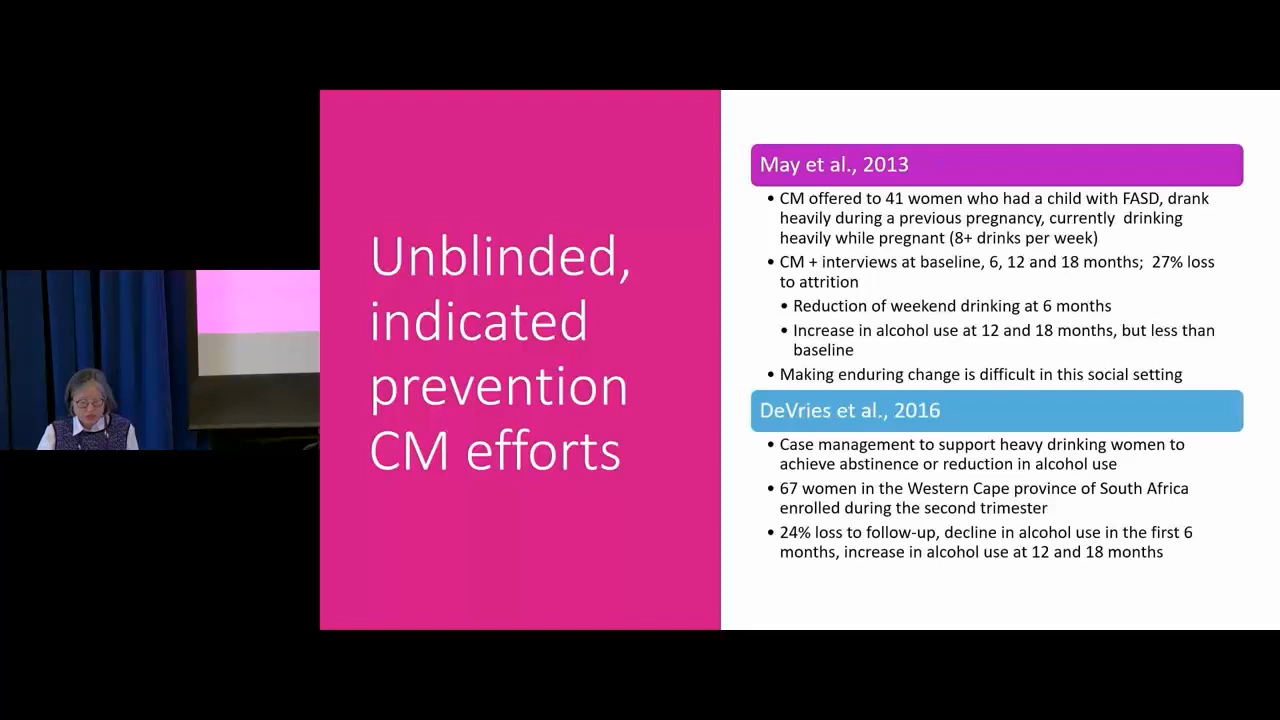 Unblinded,
indicated
prevention
CM efforts
May et al., 2013
• CM offered to 41 women who had a child with FASD, drank
heavily during a previous pregnancy, currently drinking
heavily while pregnant (8+ drinks per week)
• CM + interviews at baseline, 6, 12 and 18 months; 27% loss
to attrition
• Reduction of weekend drinking at 6 months
• Increase in alcohol use at 12 and 18 months, but less than
baseline
• Making enduring change is difficult in this social setting
DeVries et al., 2016
• Case management to support heavy drinking women to
achieve abstinence or reduction in alcohol use
• 67 women in the Western Cape province of South Africa
enrolled during the second trimester
• 24% loss to follow-up, decline in alcohol use in the first 6
months, increase in alcohol use at 12 and 18 months